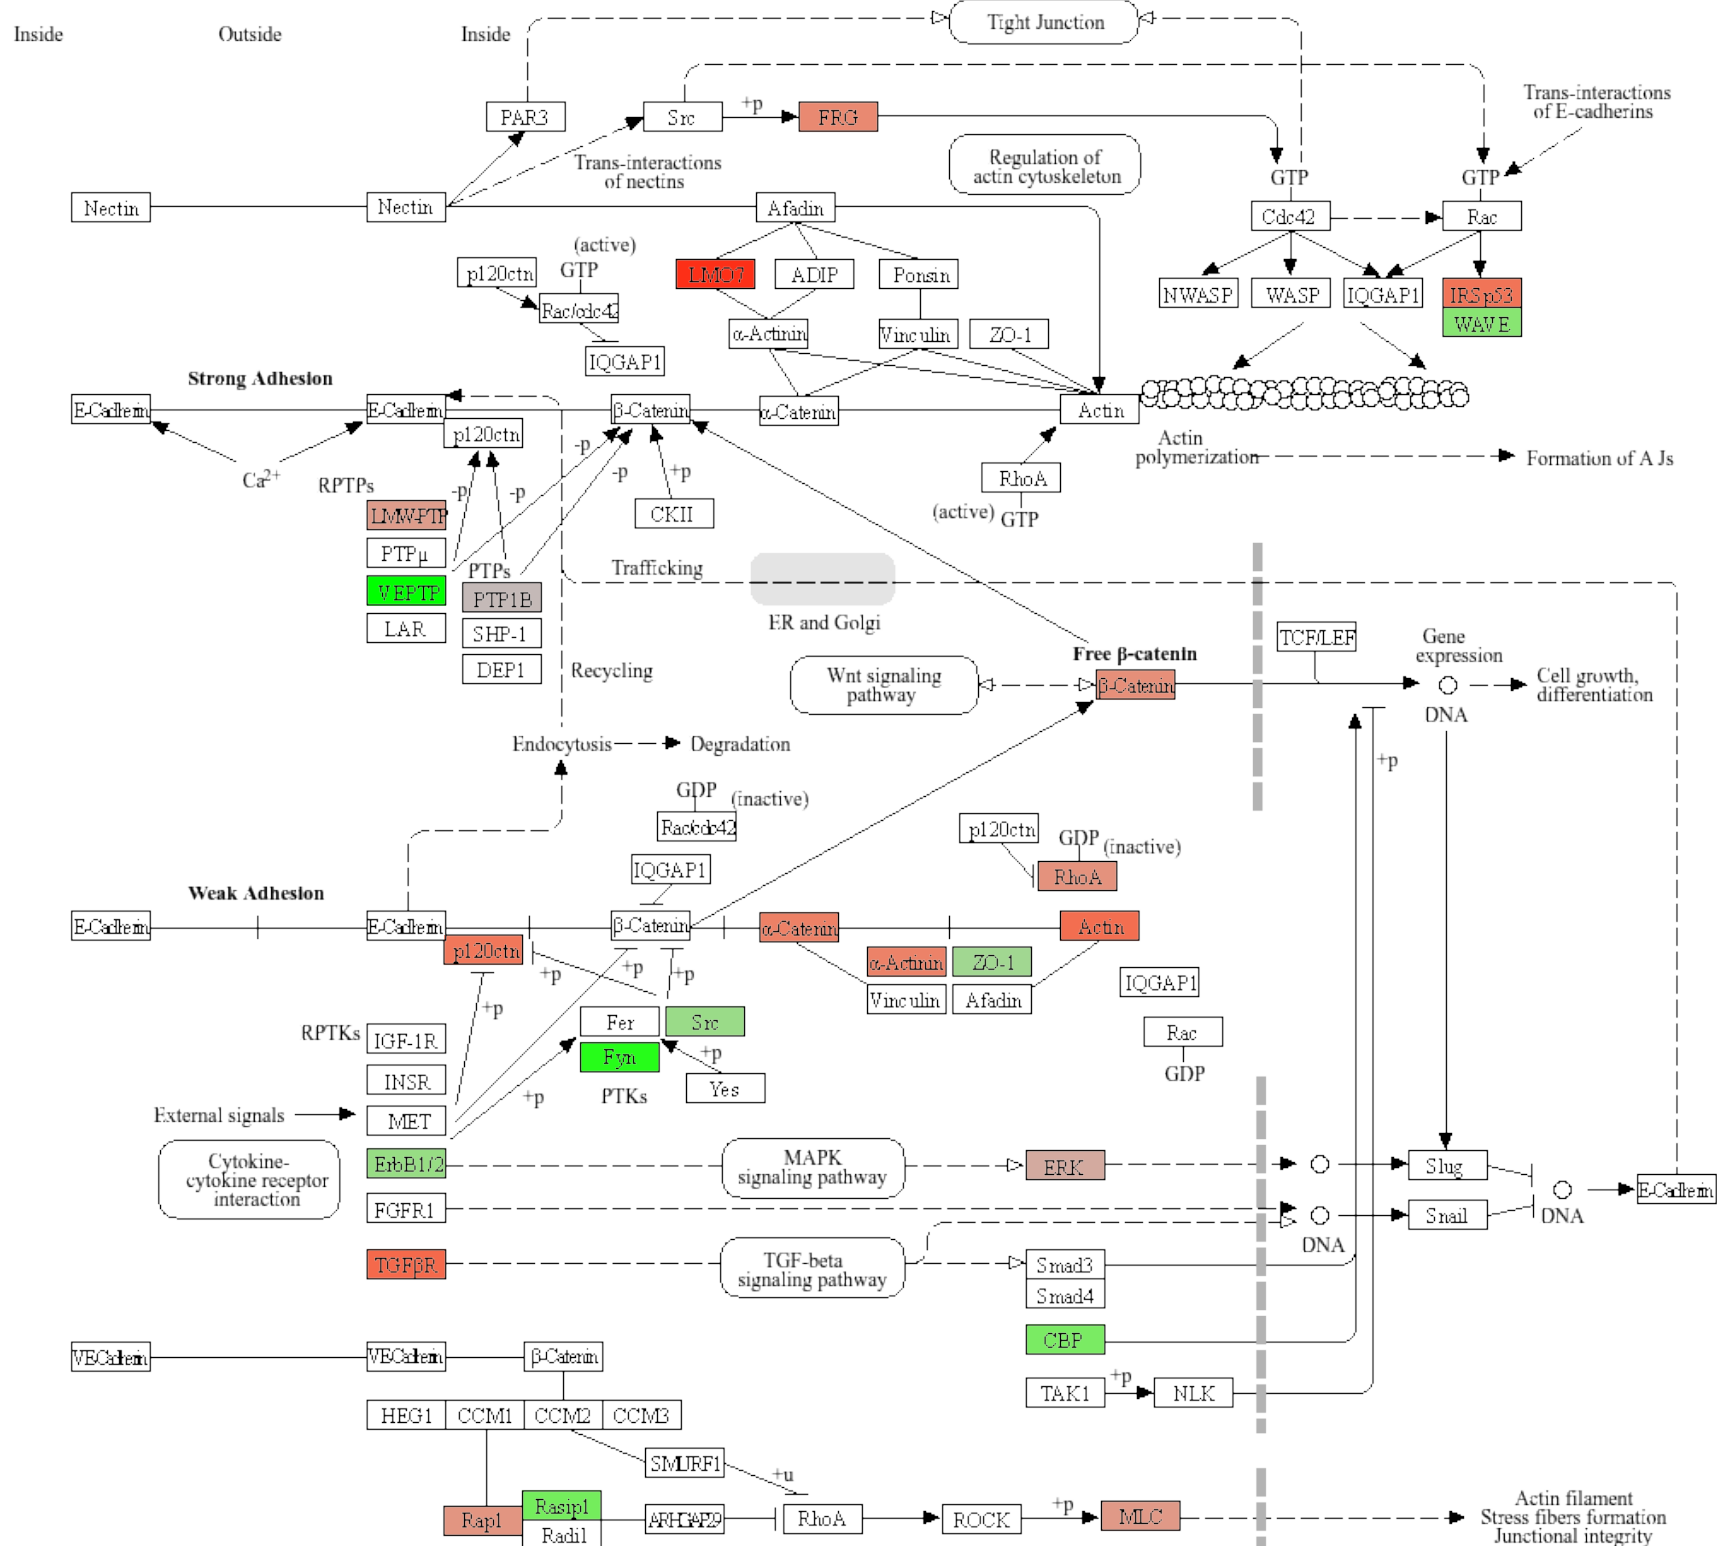 Inside
Outside
Inside
Tight Junction
PAR3
Src
+p
FRG
Trans-interactions
of E-cadherins
Trans-interactions
of nectins
Regulation of
actin cytoskeleton
GTP
GTP
Nectin
Nectin
Afadin
Cdc42
Rac
(active)
p120ctn
GTP
Rac/cdc42
IQGAP1
LMO7
ADIP
Ponsin
α-Actinin
Vinculin
ZO-1
NWASP
WASP
IQGAP1
IRSp53
WAVE
Strong Adhesion
E-Cadherin
E-Cadherin
p120ctn
β-Catenin
α-Catenin
Actin
Ca2+
RPTPs
-p
-p
-p
-p
+p
CKII
RhoA
(active)
GTP
Actin
polymerization
Formation of AJs
LMW-PTP
PTPμ
VEPTP
LAR
PTPs
PTP1B
SHP-1
DEP1
Trafficking
ER and Golgi
Recycling
Wnt signaling
pathway
Free β-catenin
β-Catenin
TCF/LEF
Gene
expression
DNA
Cell growth,
differentiation
Endocytosis
Degradation
+p
GDP
(inactive)
Rac/cdc42
IQGAP1
p120ctn
GDP
(inactive)
RhoA
Weak Adhesion
E-Cadherin
E-Cadherin
p120ctn
β-Catenin
α-Catenin
Actin
α-Actinin
ZO-1
Vinculin
Afadin
IQGAP1
Rac
GDP
+p
+p
+p
+p
Fer
Src
Fyn
+p
Yes
PTKs
+p
RPTKs
IGF-1R
INSR
MET
External signals
Cytokine-
cytokine receptor
interaction
ErbB1/2
FGFR1
TGFβR
MAPK
signaling pathway
ERK
TGF-beta
signaling pathway
Smad3
Smad4
CBP
TAK1
+p
NLK
DNA
Slug
Snail
DNA
E-Cadherin
VE-Cadherin
VE-Cadherin
β-Catenin
HEG1
CCM1
CCM2
CCM3
SMURF1
+u
Rap1
Rasip1
Radil
ARHGAP29
RhoA
ROCK
+p
MLC
Actin filament
Stress fibers formation
Junctional integrity